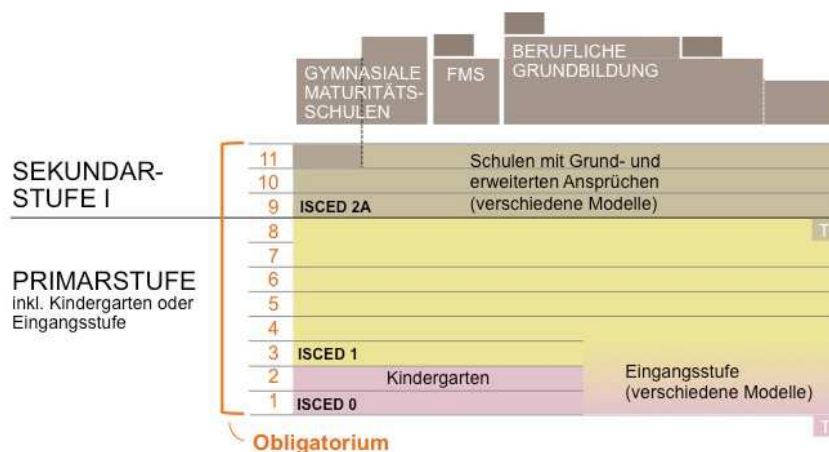 GYMNASIALE
MATURITÄTS-
SCHULEN
FMS
BERUFLICHE
GRUNDBILDUNG
SEKUNDAR-
STUFE I
11
10
9
ISCED 2A
Schulen mit Grund- und
erweiterten Ansprüchen
(verschiedene Modelle)
8
T
7
PRIMARSTUFE
inkl. Kindergarten oder
Eingangsstufe
6
5
4
3
ISCED 1
2
Kindergarten
1
ISCED 0
Eingangsstufe
(verschiedene Modelle)
T
Obligatorium